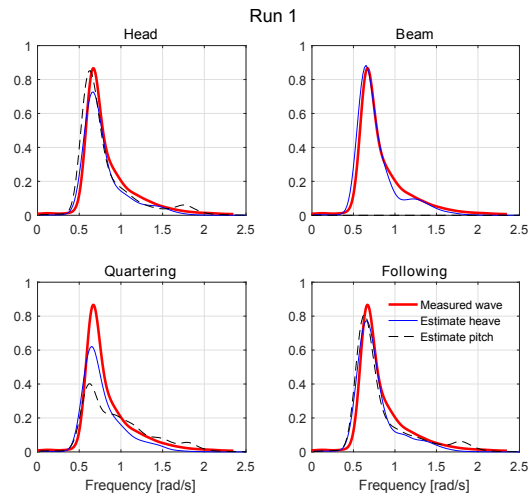 Run 1
Head
Beam
1
0.8
0.6
0.4
0.2
0
0 0.5 1 1.5 2 2.5
1
0.8
0.6
0.4
0.2
0
0 0.5 1 1.5 2 2.5
Quartering
Following
1
0.8
0.6
0.4
0.2
0
0 0.5 1 1.5 2 2.5
Frequency [rad/s]
1
0.8
0.6
0.4
0.2
0
Measured wave
Estimate heave
Estimate pitch
0 0.5 1 1.5 2 2.5
Frequency [rad/s]